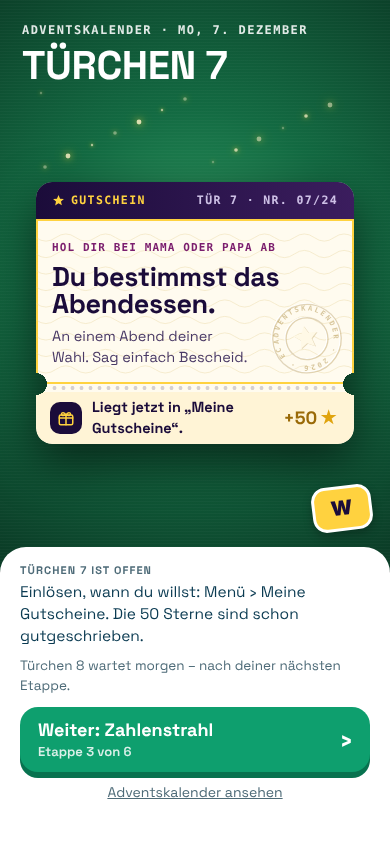 ADVENTSKALENDER · MO, 7. DEZEMBER
TÜRCHEN 7
GUTSCHEIN
TÜR 7 · NR. 07/24
HOL DIR BEI MAMA ODER PAPA AB
Du bestimmst das
Abendessen.
An einem Abend deiner
Wahl. Sag einfach Bescheid.
ADVENTSKALENDER
2026
Liegt jetzt in „Meine
Gutscheine“.
+50
W
TÜRCHEN 7 IST OFFEN
Einlösen, wann du willst: Menü › Meine
Gutscheine. Die 50 Sterne sind schon
gutgeschrieben.
Türchen 8 wartet morgen – nach deiner nächsten
Etappe.
Weiter: Zahlenstrahl
Etappe 3 von 6
>
Adventskalender ansehen